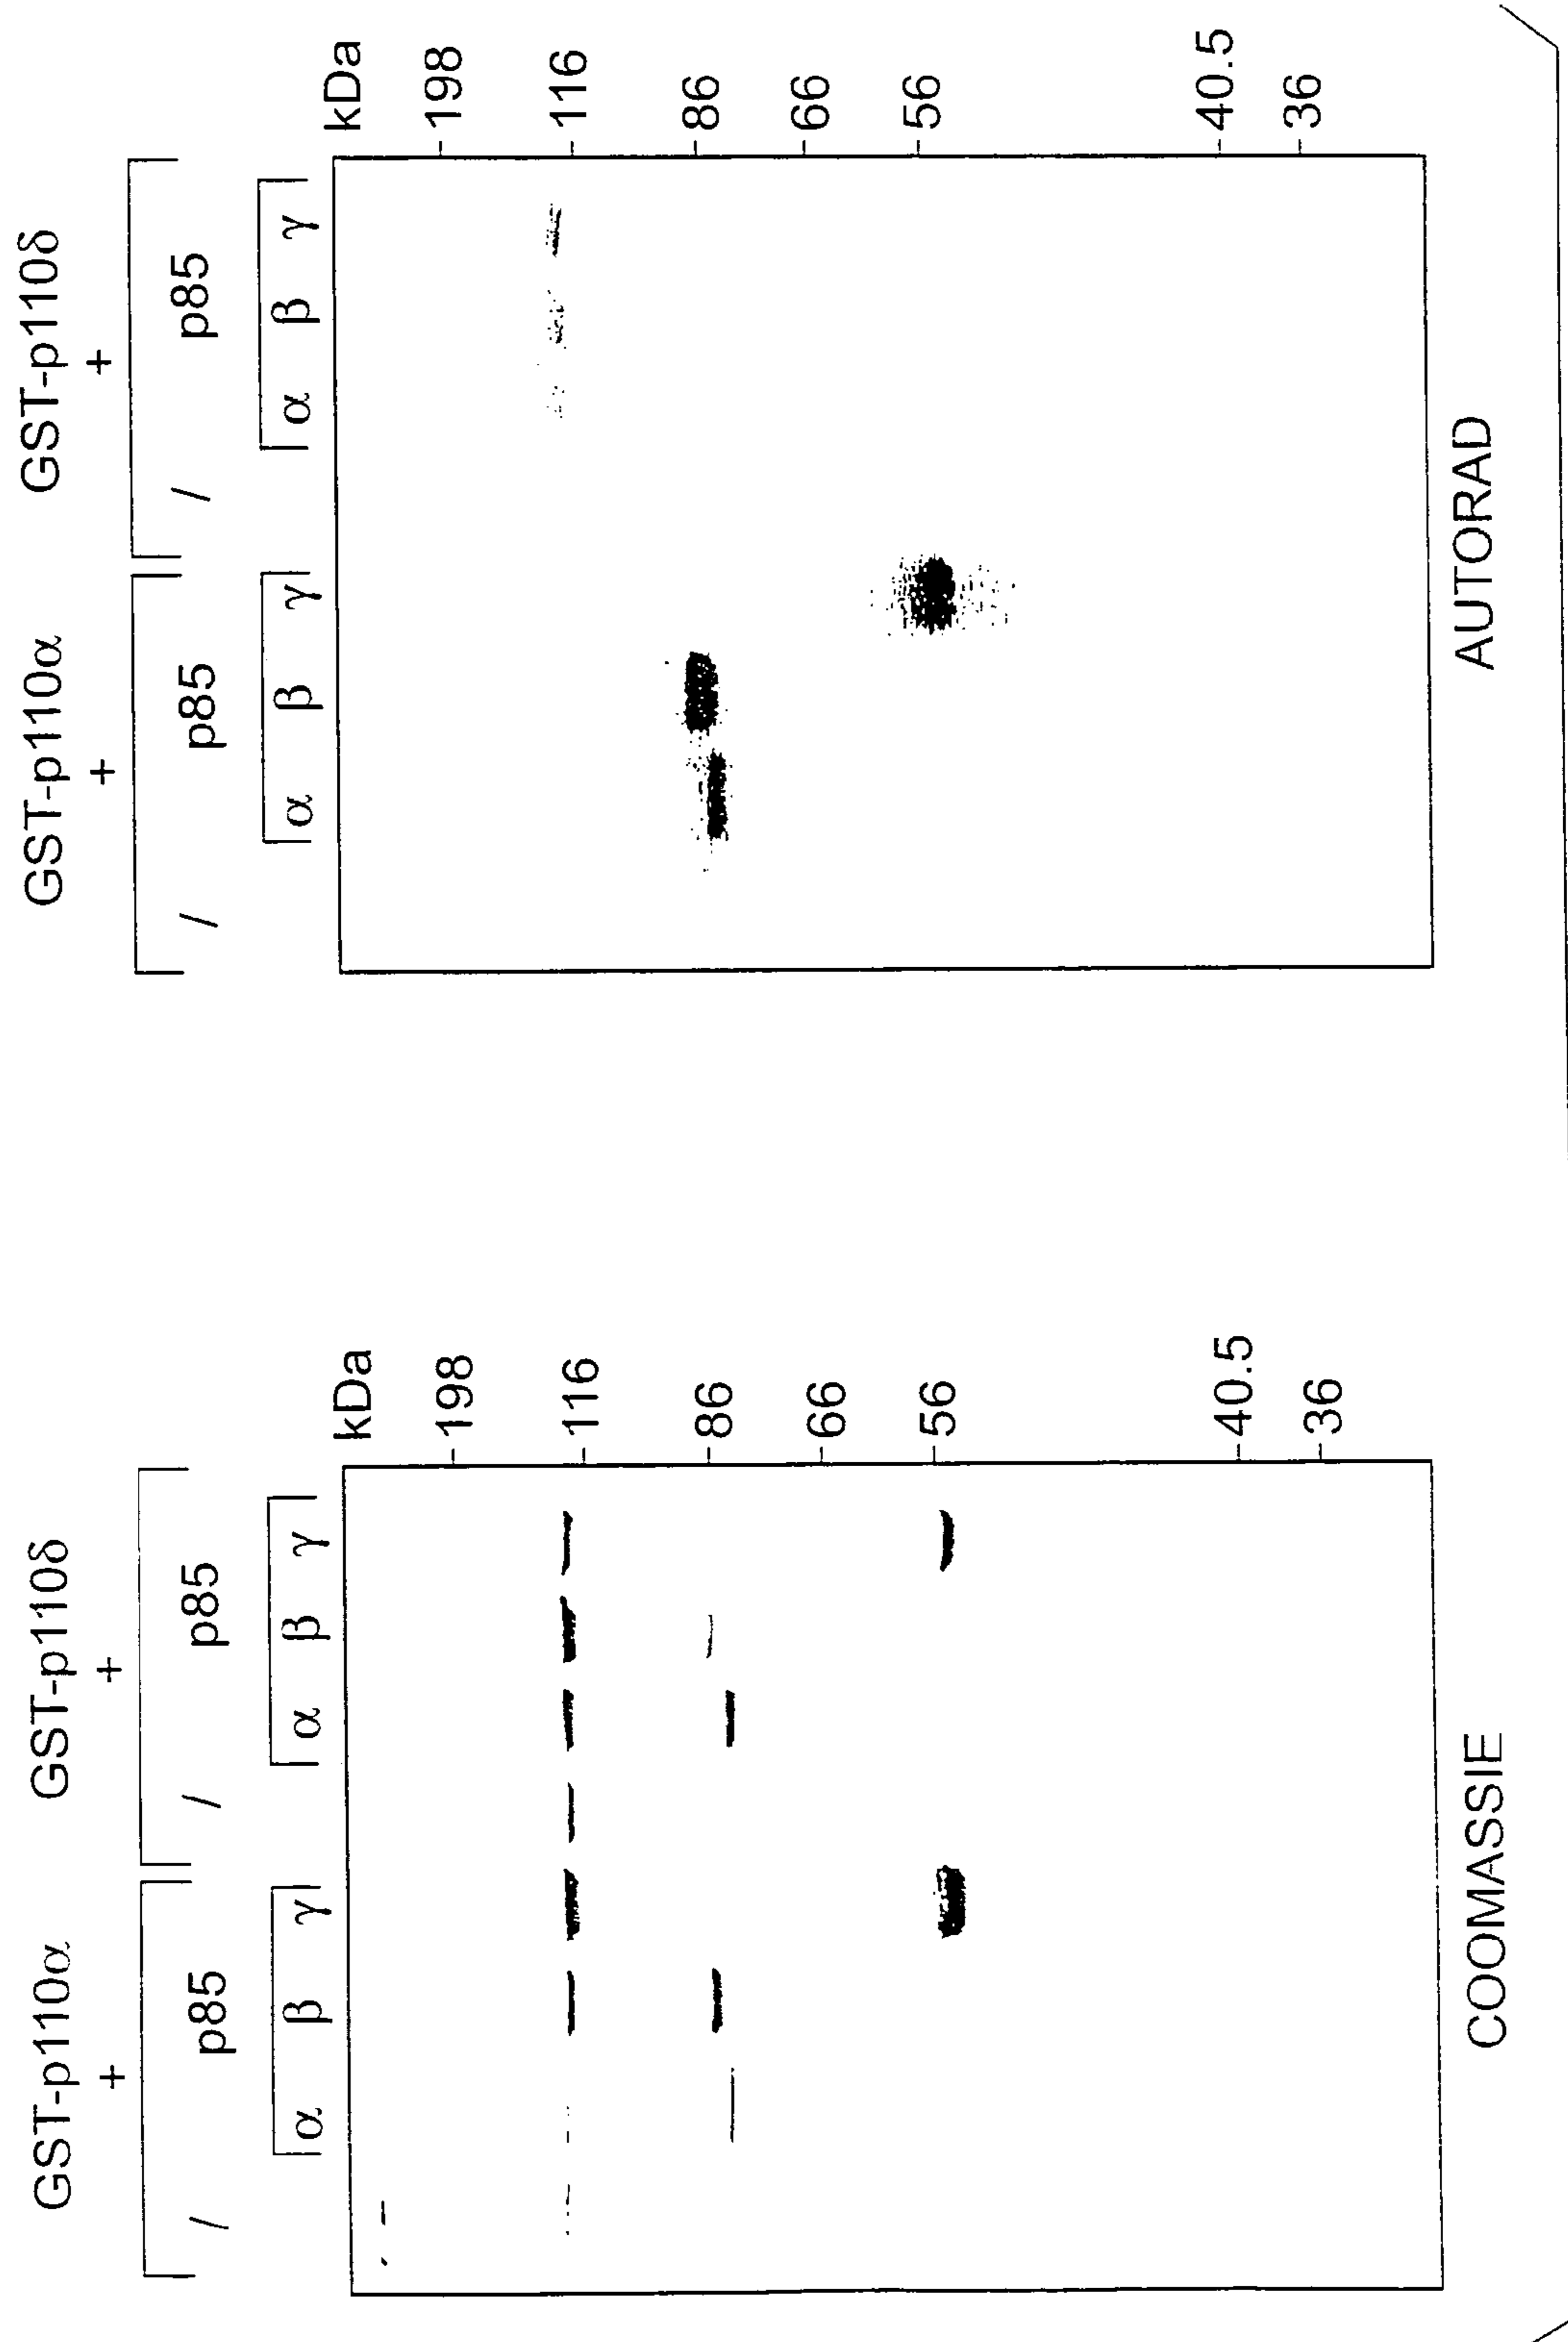 GST-p110α GST-p110δ
+ +
/ p85 / p85
α β γ α β γ
kDa
198
116
86
66
56
40.5
36
COOMASSIE
GST-p110α GST-p110δ
+ +
/ p85 / p85
α β γ α β γ
kDa
198
116
86
66
56
40.5
36
AUTORAD